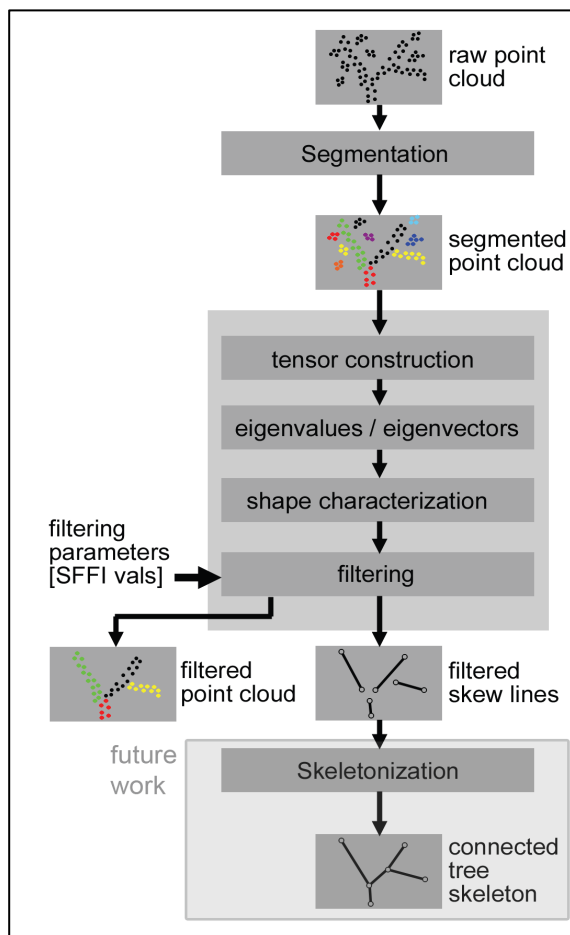 raw point
cloud
Segmentation
segmented
point cloud
tensor construction
eigenvalues / eigenvectors
shape characterization
filtering
parameters
[SFFI vals]
filtering
filtered
point cloud
filtered
skew lines
future
work
Skeletonization
connected
tree
skeleton